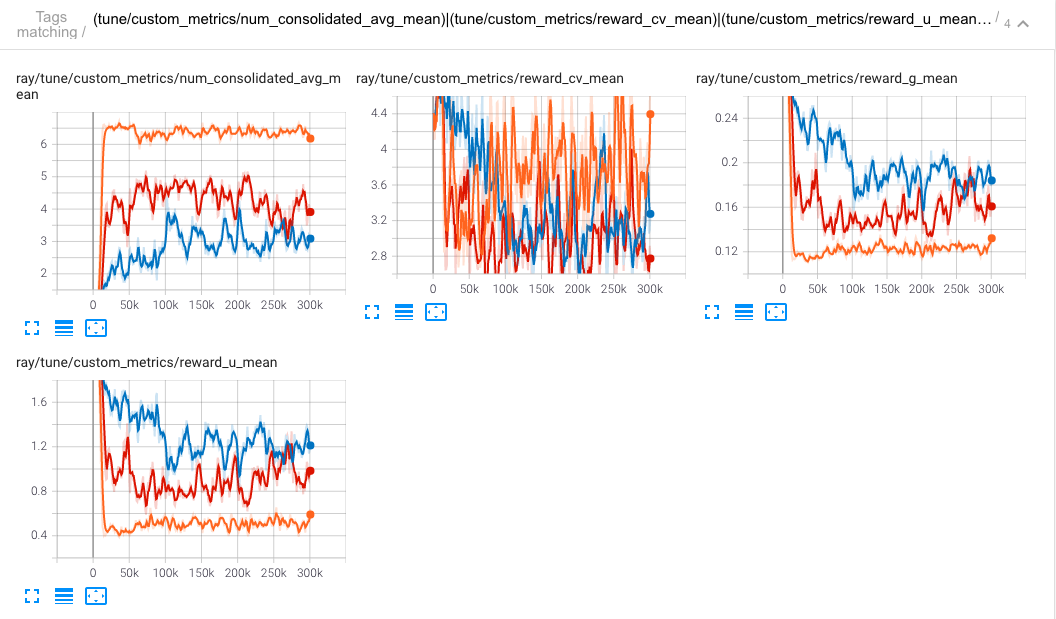 Tags matching /
(tune/custom_metrics/num_consolidated_avg_mean)|(tune/custom_metrics/reward_cv_mean)|(tune/custom_metrics/reward_u_mean… / 4
ray/tune/custom_metrics/num_consolidated_avg_m
ean
6
5
4
3
2
0 50k 100k 150k 200k 250k 300k
ray/tune/custom_metrics/reward_cv_mean
4.4
4
3.6
3.2
2.8
0 50k 100k 150k 200k 250k 300k
ray/tune/custom_metrics/reward_g_mean
0.24
0.2
0.16
0.12
0 50k 100k 150k 200k 250k 300k
ray/tune/custom_metrics/reward_u_mean
1.6
1.2
0.8
0.4
0 50k 100k 150k 200k 250k 300k